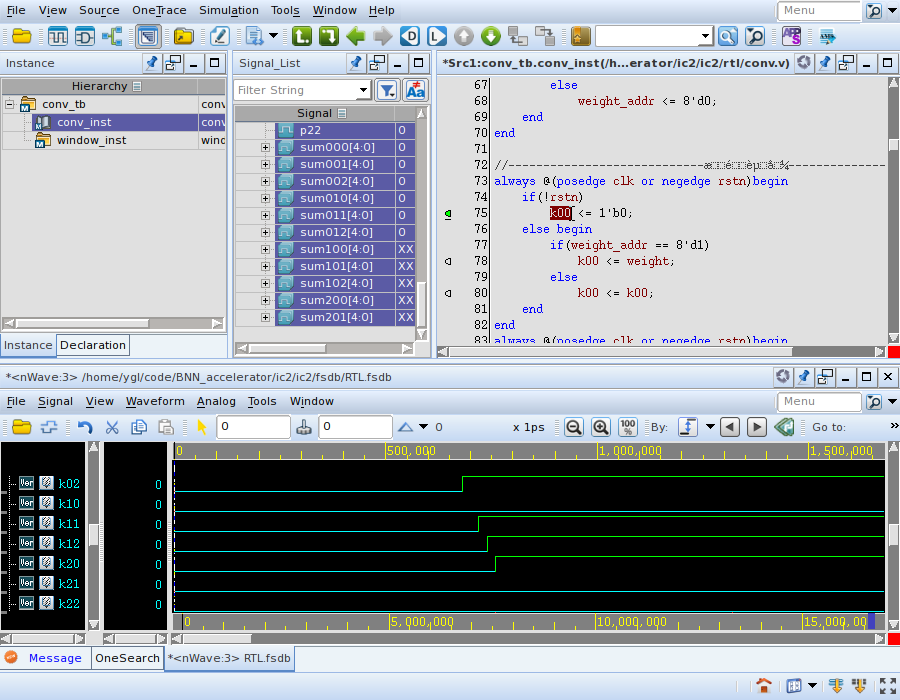 File View Source OneTrace Simulation Tools Window Help Menu
Instance
Hierarchy
conv_tb conv
conv_inst conv
window_inst wind
Instance Declaration
Signal_List
Filter String
Signal
p22 0
sum000[4:0] 0
sum001[4:0] 0
sum002[4:0] 0
sum010[4:0] 0
sum011[4:0] 0
sum012[4:0] 0
sum100[4:0] XX
sum101[4:0] XX
sum102[4:0] XX
sum200[4:0] XX
sum201[4:0] XX
*Src1:conv_tb.conv_inst(/h...erator/ic2/ic2/rtl/conv.v)
67 else
68 weight_addr <= 8'd0;
69 end
70 end
71
72 //----------------------------
73 always @(posedge clk or negedge rstn)begin
74 if(!rstn)
75 k00 <= 1'b0;
76 else begin
77 if(weight_addr == 8'd1)
78 k00 <= weight;
79 else
80 k00 <= k00;
81 end
82 end
83 always @(posedge clk or negedge rstn)begin
*<nWave:3> /home/ygl/code/BNN_accelerator/ic2/ic2/fsdb/RTL.fsdb
File Signal View Waveform Analog Tools Window Menu
0 0 0 x 1ps 100 % By: Go to: »
0 500,000 1,000,000 1,500,000
k02 0
k10 0
k11 0
k12 0
k20 0
k21 0
k22 0
0 5,000,000 10,000,000 15,000,00
Message OneSearch *<nWave:3> RTL.fsdb